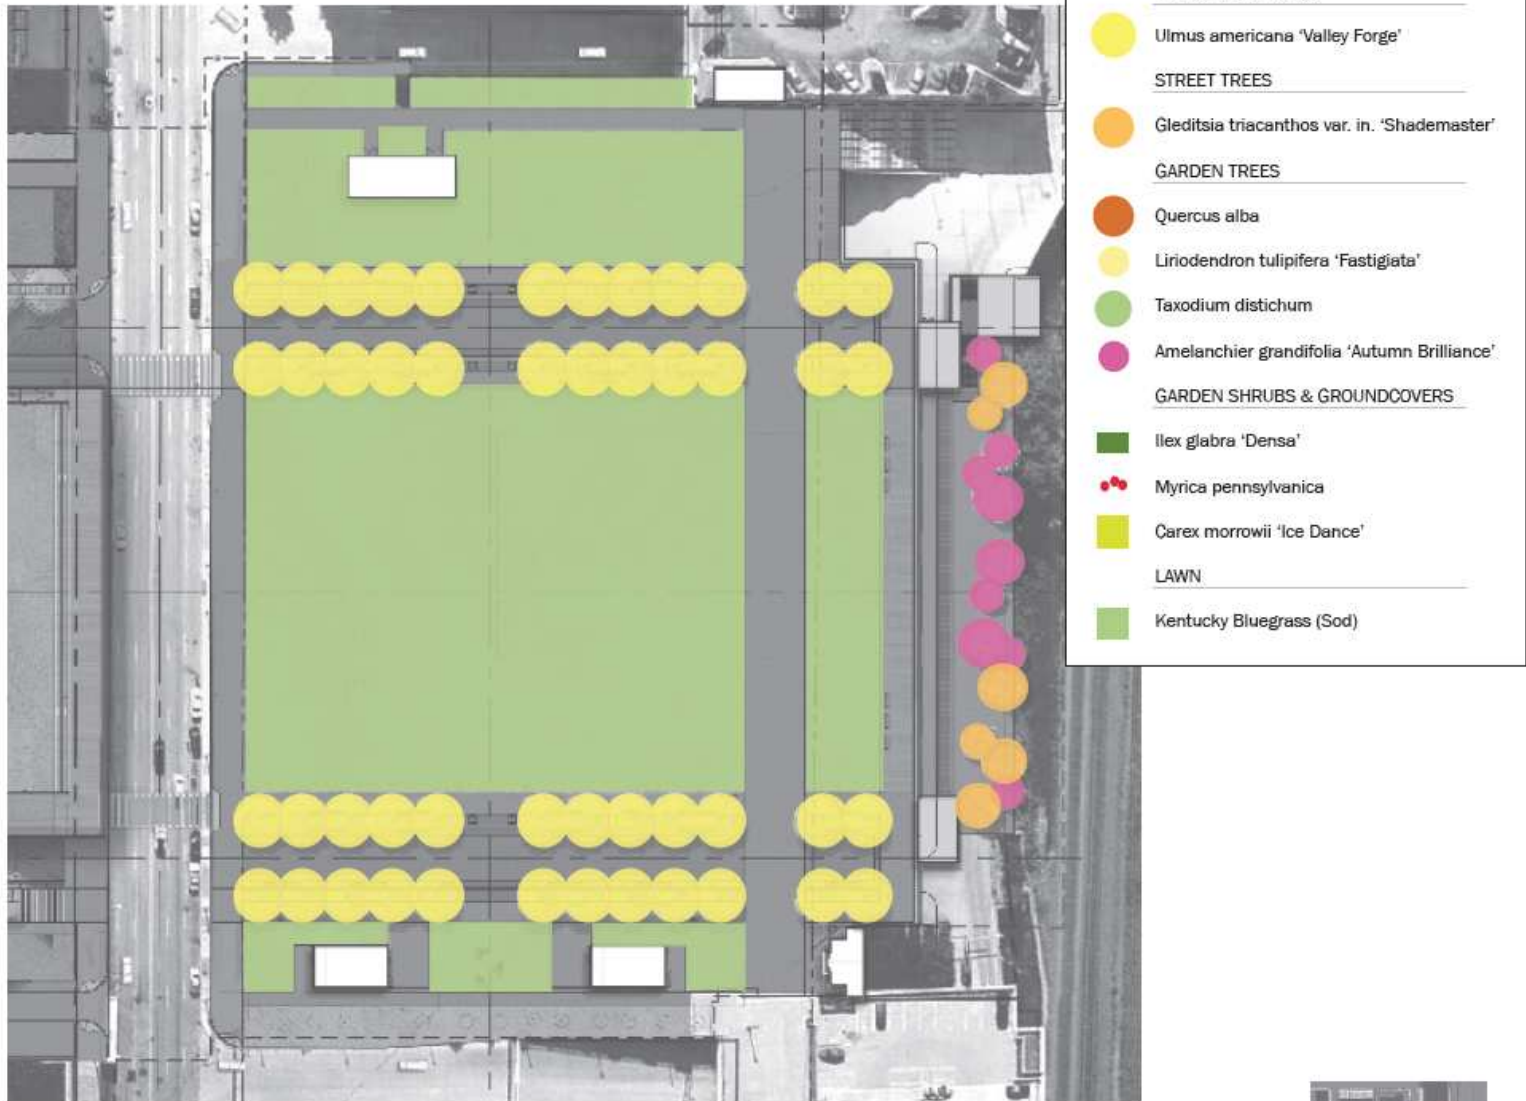 Ulmus americana ‘Valley Forge’
STREET TREES
Gleditsia triacanthos var. in. ‘Shademaster’
GARDEN TREES
Quercus alba
Liriodendron tulipifera ‘Fastigiata’
Taxodium distichum
Amelanchier grandifolia ‘Autumn Brilliance’
GARDEN SHRUBS & GROUNDCOVERS
Ilex glabra ‘Densa’
Myrica pennsylvanica
Carex morrowii ‘Ice Dance’
LAWN
Kentucky Bluegrass (Sod)